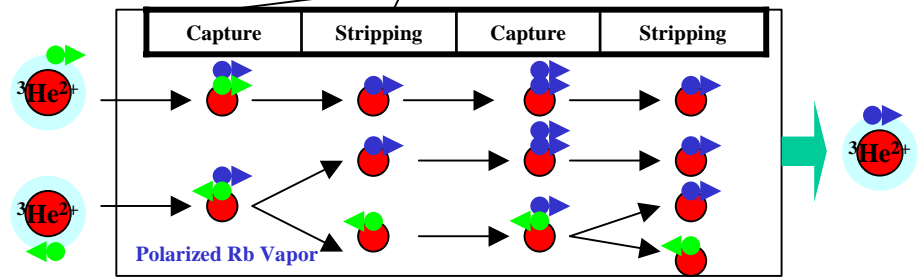 Capture Stripping Capture Stripping
³He²⁺
³He²⁺
³He²⁺
Polarized Rb Vapor